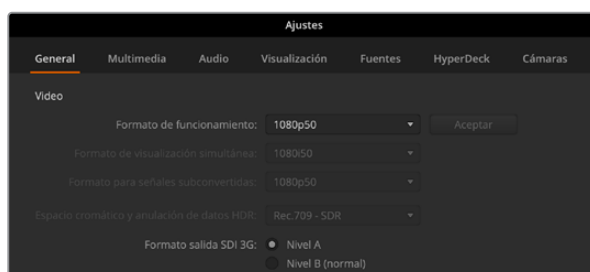 Ajustes
General Multimedia Audio Visualización Fuentes HyperDeck Cámaras
Video
Formato de funcionamiento: 1080p50 Aceptar
Formato de visualización simultánea: 1080i50
Formato para señales subconvertidas: 1080p50
Espacio cromático y anulación de datos HDR: Rec.709 - SDR
Formato salida SDI 3G: Nivel A
Nivel B (normal)